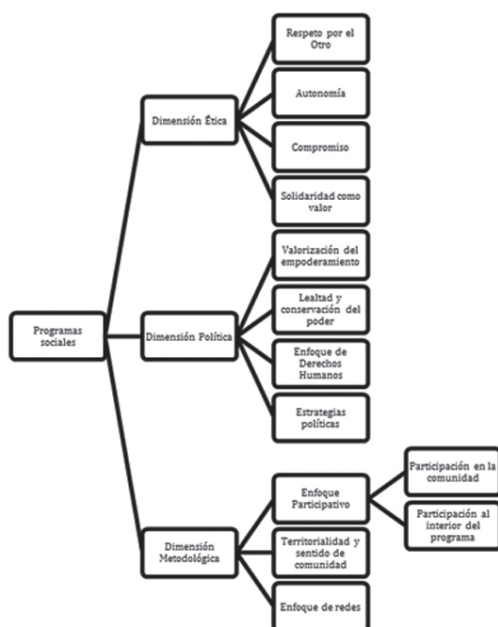 Programas
sociales
Dimensión Ética
Respeto por el
Otro
Autonomía
Compromiso
Solidaridad como
valor
Dimensión Política
Valorización del
empoderamiento
Lealtad y
conservación del
poder
Enfoque de
Derechos
Humanos
Estrategias
políticas
Dimensión
Metodológica
Enfoque
Participativo
Participación en la
comunidad
Participación al
interior del
programa
Territorialidad y
sentido de
comunidad
Enfoque de redes